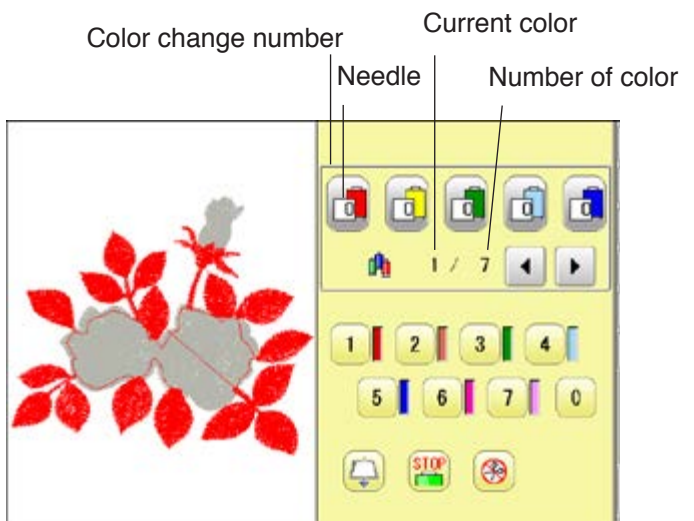 Current color
Color change number
Needle
Number of color
0 0 0 0 0
1 / 7
1 2 3 4
5 6 7 0
STOP